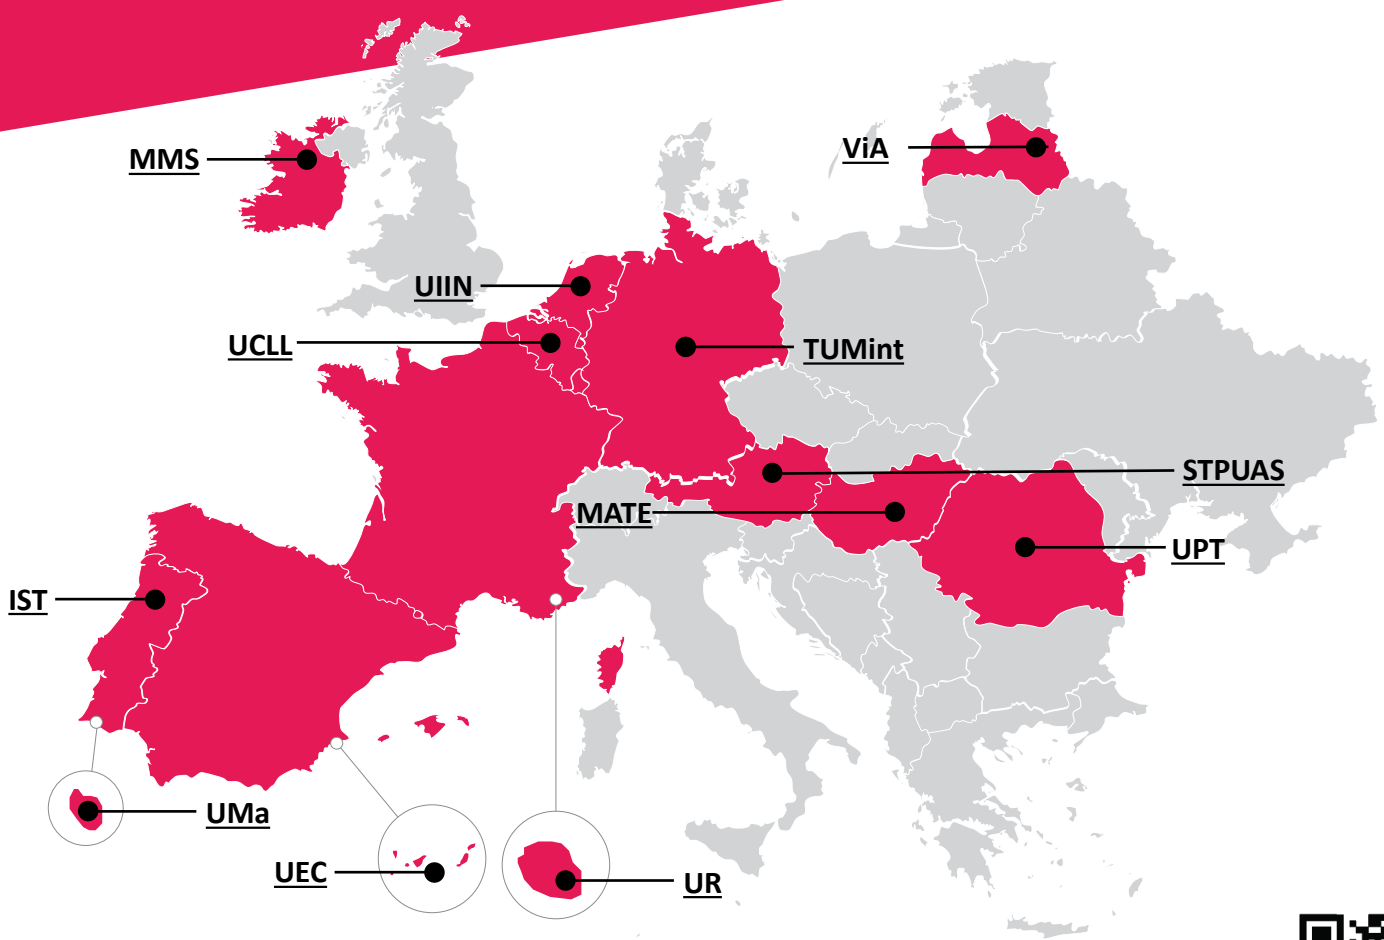 MMS
ViA
UIIN
UCLL
TUMint
STPUAS
MATE
UPT
IST
UMa
UEC
UR